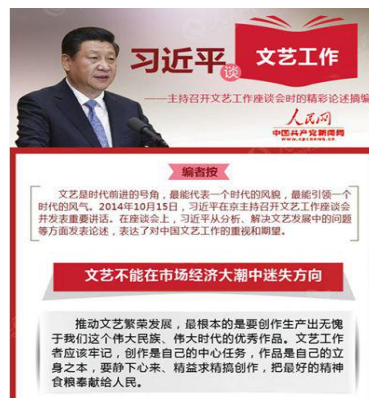 习近平谈
文艺工作
——主持召开文艺工作座谈会时的精彩论述摘编
人民网
中国共产党新闻网
www.cpcnews.cn
编者按
文艺是时代前进的号角，最能代表一个时代的风貌，最能引领一个
时代的风气。2014年10月15日，习近平在京主持召开文艺工作座谈会
并发表重要讲话。在座谈会上，习近平从分析、解决文艺发展中的问题
等方面发表论述，表达了对中国文艺工作的重视和期望。
文艺不能在市场经济大潮中迷失方向
推动文艺繁荣发展，最根本的是要创作生产出无愧
于我们这个伟大民族、伟大时代的优秀作品。文艺工作
者应该牢记，创作是自己的中心任务，作品是自己的立
身之本，要静下心来、精益求精搞创作，把最好的精神
食粮奉献给人民。